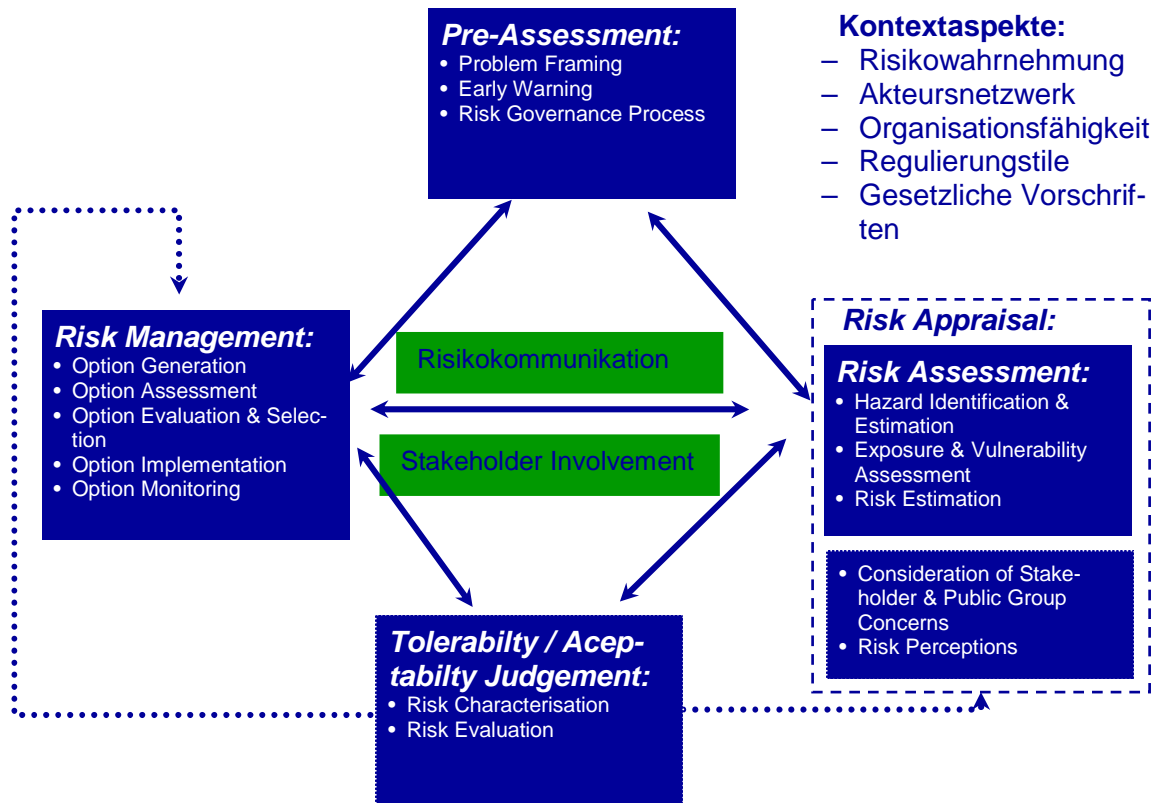 Pre-Assessment:
• Problem Framing
• Early Warning
• Risk Governance Process
Kontextaspekte:
– Risikowahrnehmung
– Akteursnetzwerk
– Organisationsfähigkeit
– Regulierungstile
– Gesetzliche Vorschrif-
ten
Risk Management:
• Option Generation
• Option Assessment
• Option Evaluation & Selec-
tion
• Option Implementation
• Option Monitoring
Risikokommunikation
Stakeholder Involvement
Risk Appraisal:
Risk Assessment:
• Hazard Identification &
Estimation
• Exposure & Vulnerability
Assessment
• Risk Estimation
• Consideration of Stake-
holder & Public Group
Concerns
• Risk Perceptions
Tolerabilty / Acep-
tabilty Judgement:
• Risk Characterisation
• Risk Evaluation